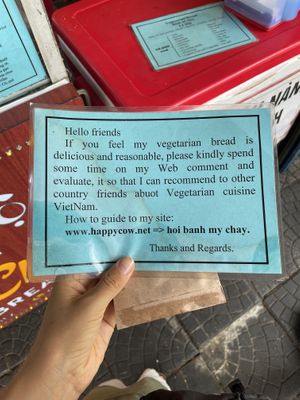 Hello friends
If you feel my vegetarian bread is
delicious and reasonable, please kindly spend
some time on my Web comment and
evaluate, it so that I can recommend to other
country friends abuot Vegetarian cuisine
VietNam.
How to guide to my site:
www.happycow.net => hoi banh my chay.
Thanks and Regards.